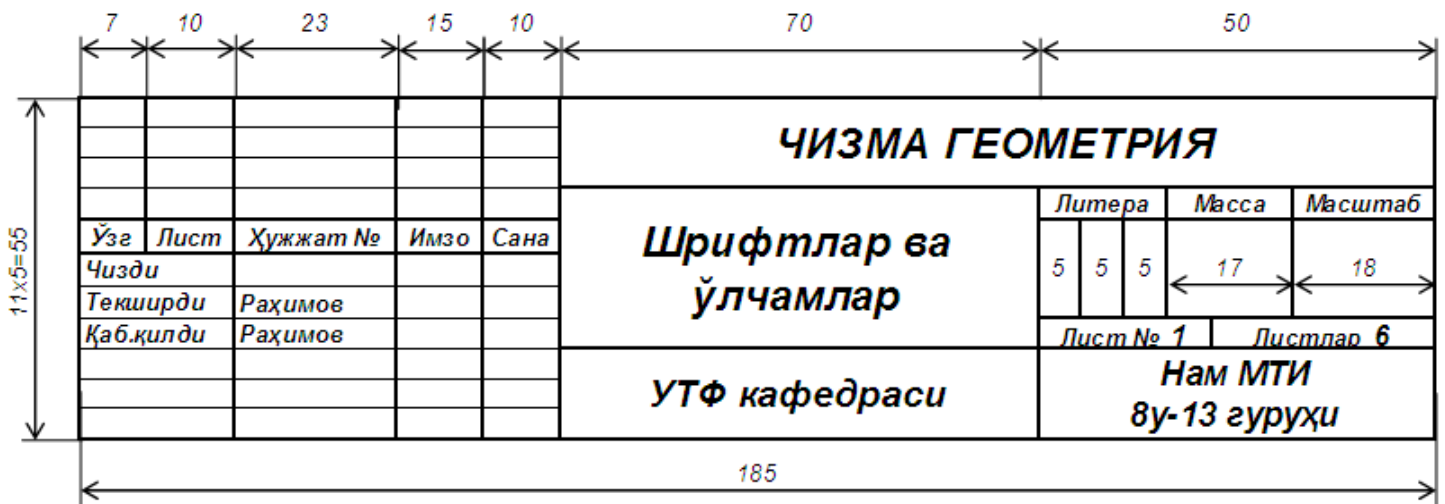 7 10 23 15 10 70 50
11х5=55
ЧИЗМА ГЕОМЕТРИЯ
Литера Масса Масштаб
Ўзг Лист Ҳужжат № Имзо Сана
Шрифтлар ва
ўлчамлар
5 5 5 17 18
Чизди
Текширди Раҳимов
Қаб.қилди Раҳимов
Лист № 1 Листлар 6
УТФ кафедраси
Нам МТИ
8у-13 гуруҳи
185